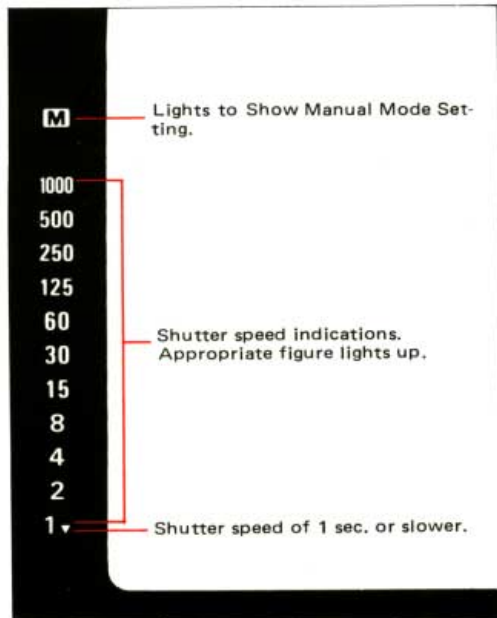 M
Lights to Show Manual Mode Set-
ting.
1000
500
250
125
60
30
15
8
4
2
1▼
Shutter speed indications.
Appropriate figure lights up.
Shutter speed of 1 sec. or slower.